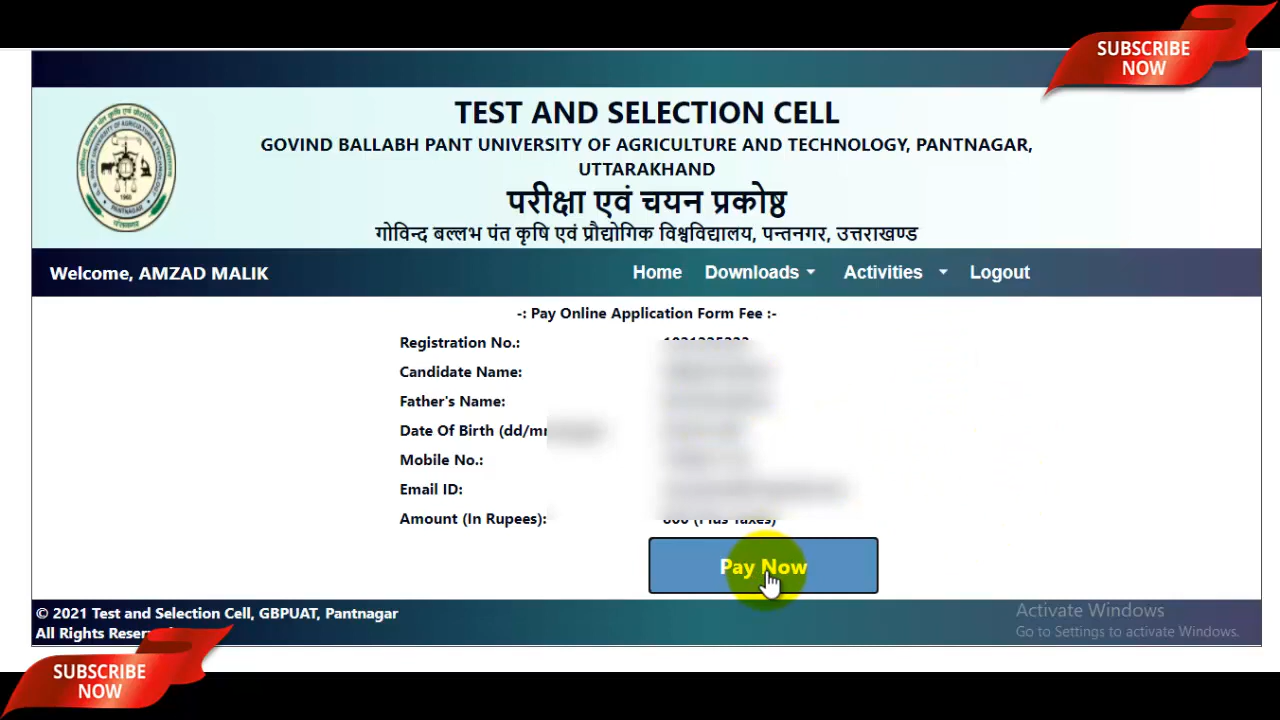 SUBSCRIBE
NOW
TEST AND SELECTION CELL
GOVIND BALLABH PANT UNIVERSITY OF AGRICULTURE AND TECHNOLOGY, PANTNAGAR,
UTTARAKHAND
परीक्षा एवं चयन प्रकोष्ठ
गोविन्द बल्लभ पंत कृषि एवं प्रौद्योगिक विश्वविद्यालय, पन्तनगर, उत्तराखण्ड
Welcome, AMZAD MALIK Home Downloads Activities Logout
-: Pay Online Application Form Fee :-
Registration No.:
Candidate Name:
Father's Name:
Date Of Birth
Mobile No.:
Email ID:
Amount (In Rupees): (Plus Taxes)
Pay Now
© 2021 Test and Selection Cell, GBPUAT, Pantnagar
All Rights
Activate Windows
Go to Settings to activate Windows.
SUBSCRIBE
NOW